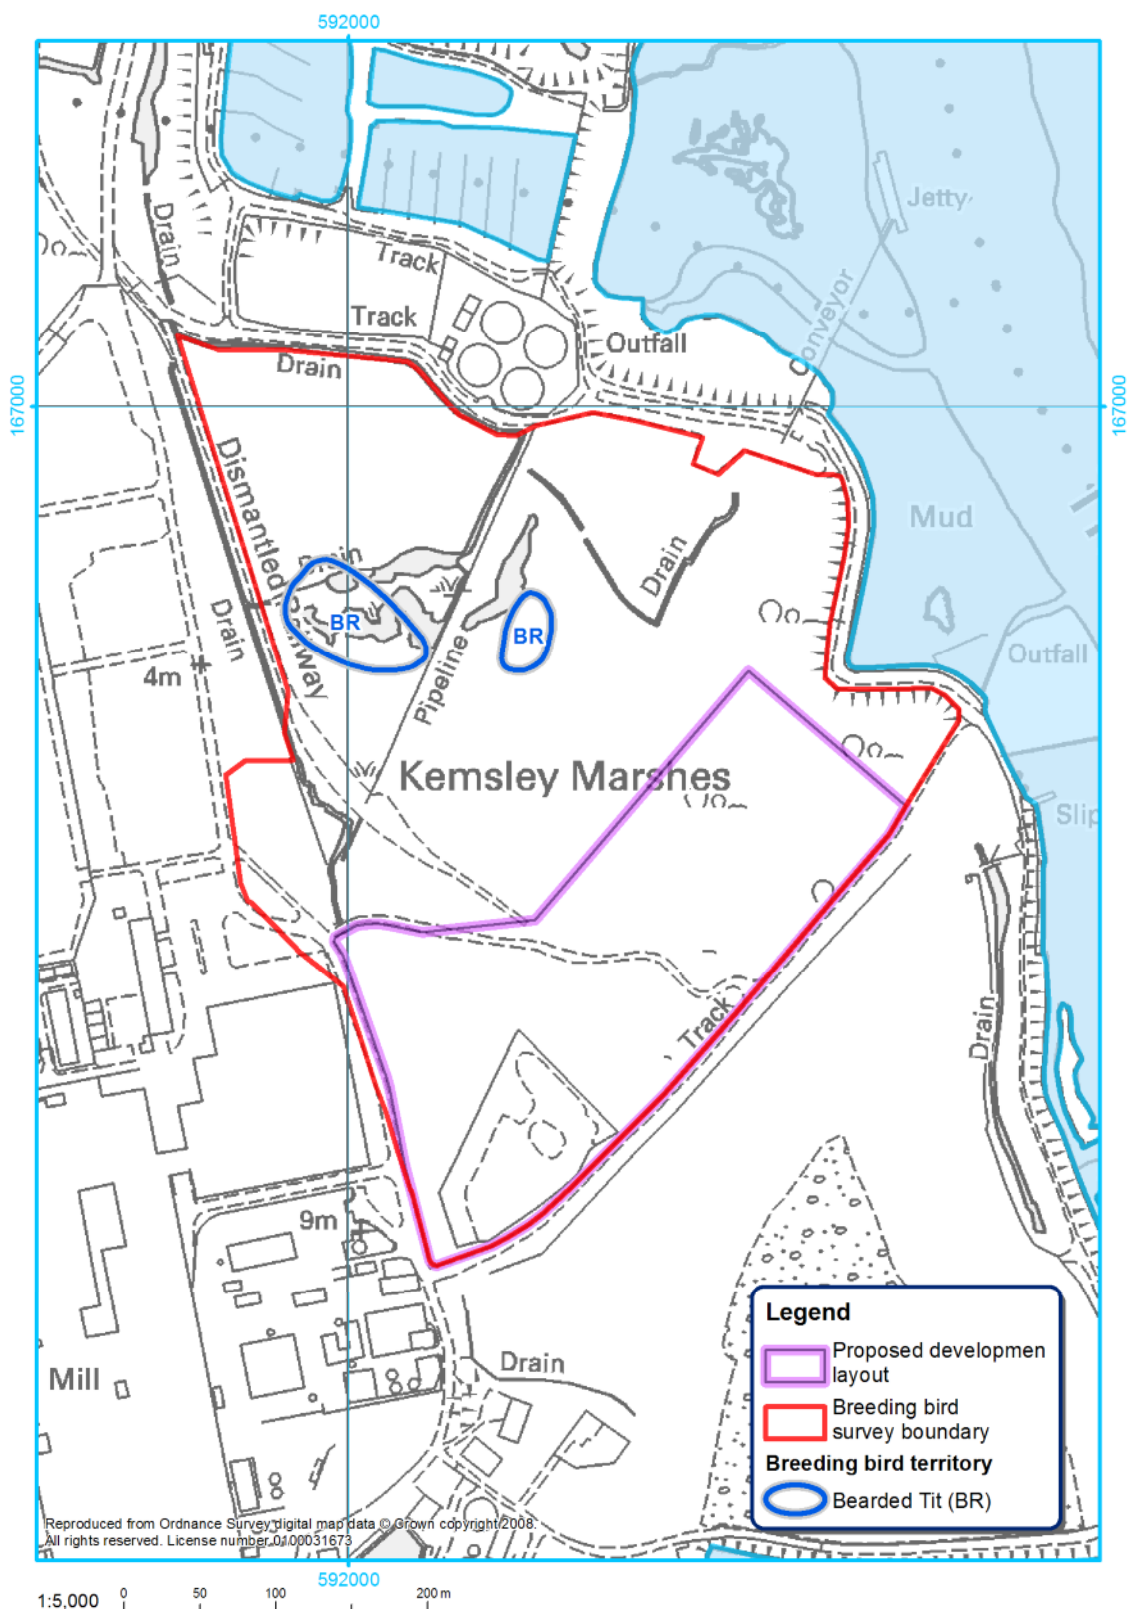 592000
Drain
Track
Track
Jetty
Conveyor
Outfall
Drain
167000
167000
Dismantled Railway
Mud
Drain
Drain
Drain
BR
BR
Outfall
4m
Pipeline
Kemsley Marshes
Slip
Drain
Track
9m
Mill
Drain
Legend
Proposed developmen
layout
Breeding bird
survey boundary
Breeding bird territory
Bearded Tit (BR)
Reproduced from Ordnance Survey digital map data © Crown copyright 2008.
All rights reserved. License number 0100031673
592000
1:5,000 0 50 100 200 m